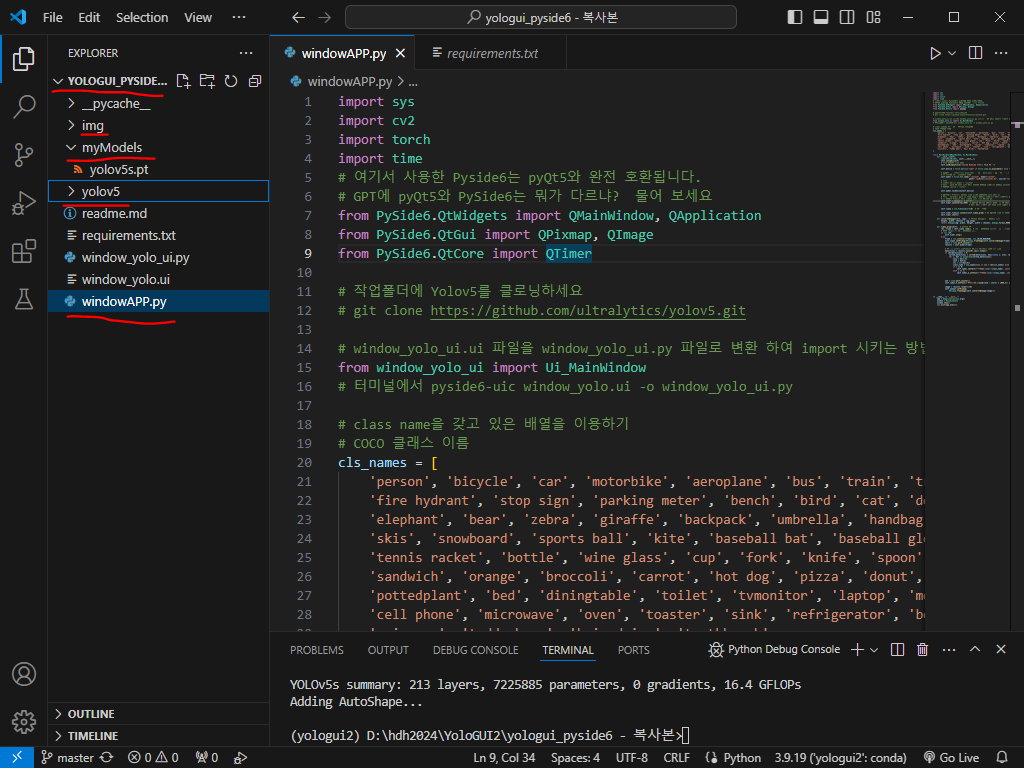 File Edit Selection View ··· yologui_pyside6 - 복사본
EXPLORER ···
YOLOGUI_PYSIDE...
__pycache__
img
myModels
yolov5s.pt
yolov5
readme.md
requirements.txt
window_yolo_ui.py
window_yolo.ui
windowAPP.py
OUTLINE
TIMELINE
windowAPP.py requirements.txt
windowAPP.py > ...
1 import sys
2 import cv2
3 import torch
4 import time
5 # 여기서 사용한 Pyside6는 pyQt5와 완전 호환됩니다.
6 # GPT에 pyQt5와 PySide6는 뭐가 다르냐? 물어 보세요
7 from PySide6.QtWidgets import QMainWindow, QApplication
8 from PySide6.QtGui import QPixmap, QImage
9 from PySide6.QtCore import QTimer
10
11 # 작업폴더에 Yolov5를 클로닝하세요
12 # git clone https://github.com/ultralytics/yolov5.git
13
14 # window_yolo_ui.ui 파일을 window_yolo_ui.py 파일로 변환 하여 import 시키는 방법
15 from window_yolo_ui import Ui_MainWindow
16 # 터미널에서 pyside6-uic window_yolo.ui -o window_yolo_ui.py
17
18 # class name을 갖고 있은 배열을 이용하기
19 # COCO 클래스 이름
20 cls_names = [
21 'person', 'bicycle', 'car', 'motorbike', 'aeroplane', 'bus', 'train', 't
22 'fire hydrant', 'stop sign', 'parking meter', 'bench', 'bird', 'cat', 'do
23 'elephant', 'bear', 'zebra', 'giraffe', 'backpack', 'umbrella', 'handbag
24 'skis', 'snowboard', 'sports ball', 'kite', 'baseball bat', 'baseball glo
25 'tennis racket', 'bottle', 'wine glass', 'cup', 'fork', 'knife', 'spoon'
26 'sandwich', 'orange', 'broccoli', 'carrot', 'hot dog', 'pizza', 'donut',
27 'pottedplant', 'bed', 'diningtable', 'toilet', 'tvmonitor', 'laptop', 'mo
28 'cell phone', 'microwave', 'oven', 'toaster', 'sink', 'refrigerator', 'bo
PROBLEMS OUTPUT DEBUG CONSOLE TERMINAL PORTS Python Debug Console ···
YOLOv5s summary: 213 layers, 7225885 parameters, 0 gradients, 16.4 GFLOPs
Adding AutoShape...
(yologui2) D:\hdh2024\YoloGUI2\yologui_pyside6 - 복사본>
master 0 0 0 Ln 9, Col 34 Spaces: 4 UTF-8 CRLF Python 3.9.19 ('yologui2': conda) Go Live